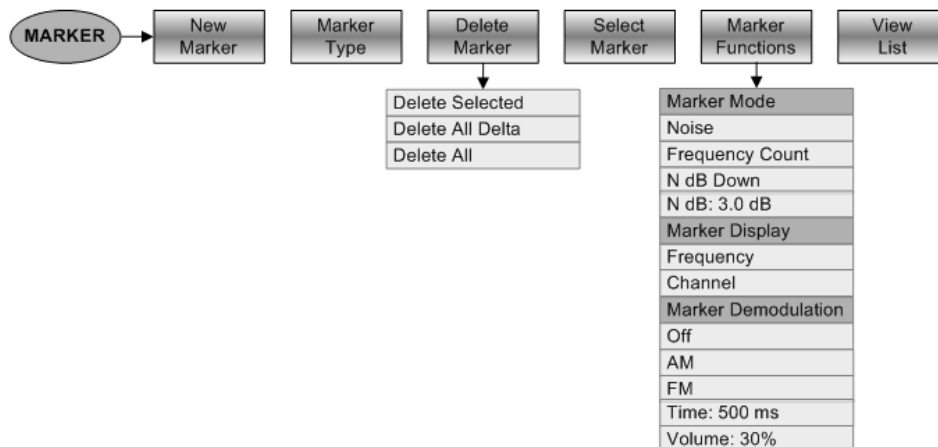 MARKER
New
Marker
Marker
Type
Delete
Marker
Select
Marker
Marker
Functions
View
List
Delete Selected
Delete All Delta
Delete All
Marker Mode
Noise
Frequency Count
N dB Down
N dB: 3.0 dB
Marker Display
Frequency
Channel
Marker Demodulation
Off
AM
FM
Time: 500 ms
Volume: 30%